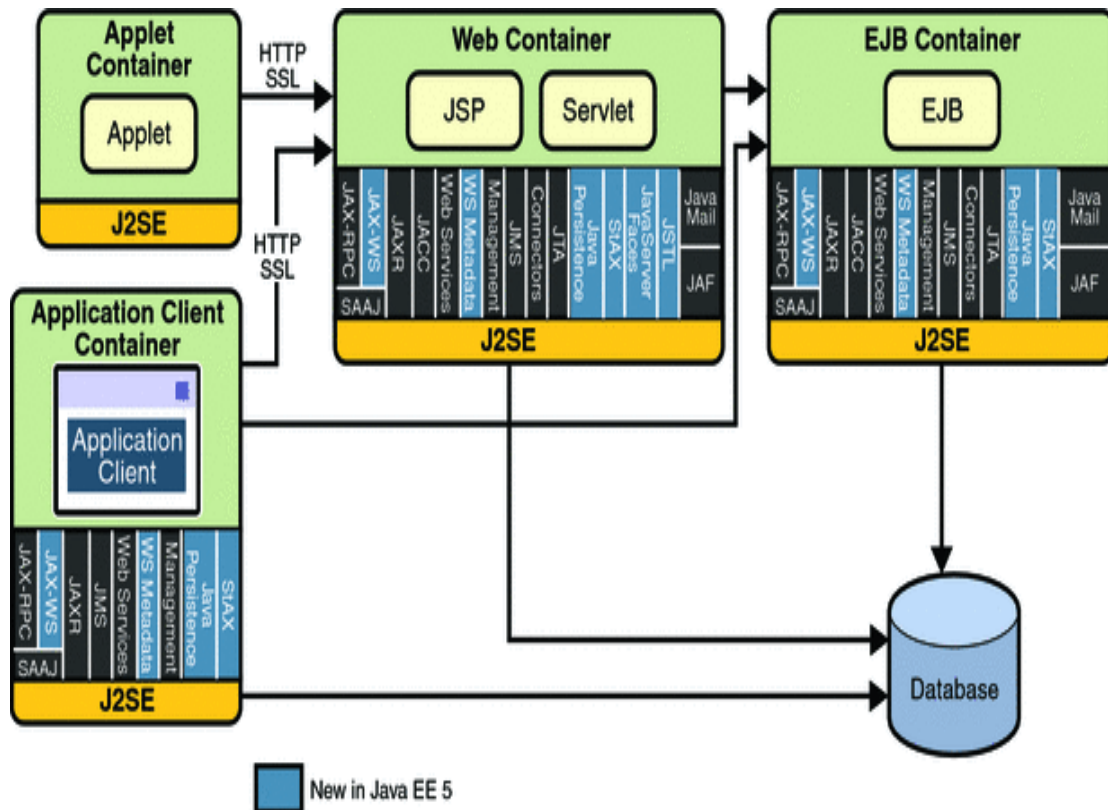 Applet
Container
Applet
J2SE
HTTP
SSL
Web Container
JSP
Servlet
JAX-RPC
JAX-WS
SAAJ
JAXR
JACC
Web Services
WS Metadata
Management
JMS
Connectors
JTA
Java
Persistence
StAX
JavaServer
Faces
JSTL
Java
Mail
JAF
J2SE
EJB Container
EJB
JAX-RPC
JAX-WS
SAAJ
JAXR
JACC
Web Services
WS Metadata
Management
JMS
Connectors
JTA
Java
Persistence
StAX
Java
Mail
JAF
J2SE
HTTP
SSL
Application Client
Container
Application
Client
JAX-RPC
JAX-WS
SAAJ
JAXR
JMS
Web Services
WS Metadata
Management
Java
Persistence
StAX
J2SE
Database
New in Java EE 5